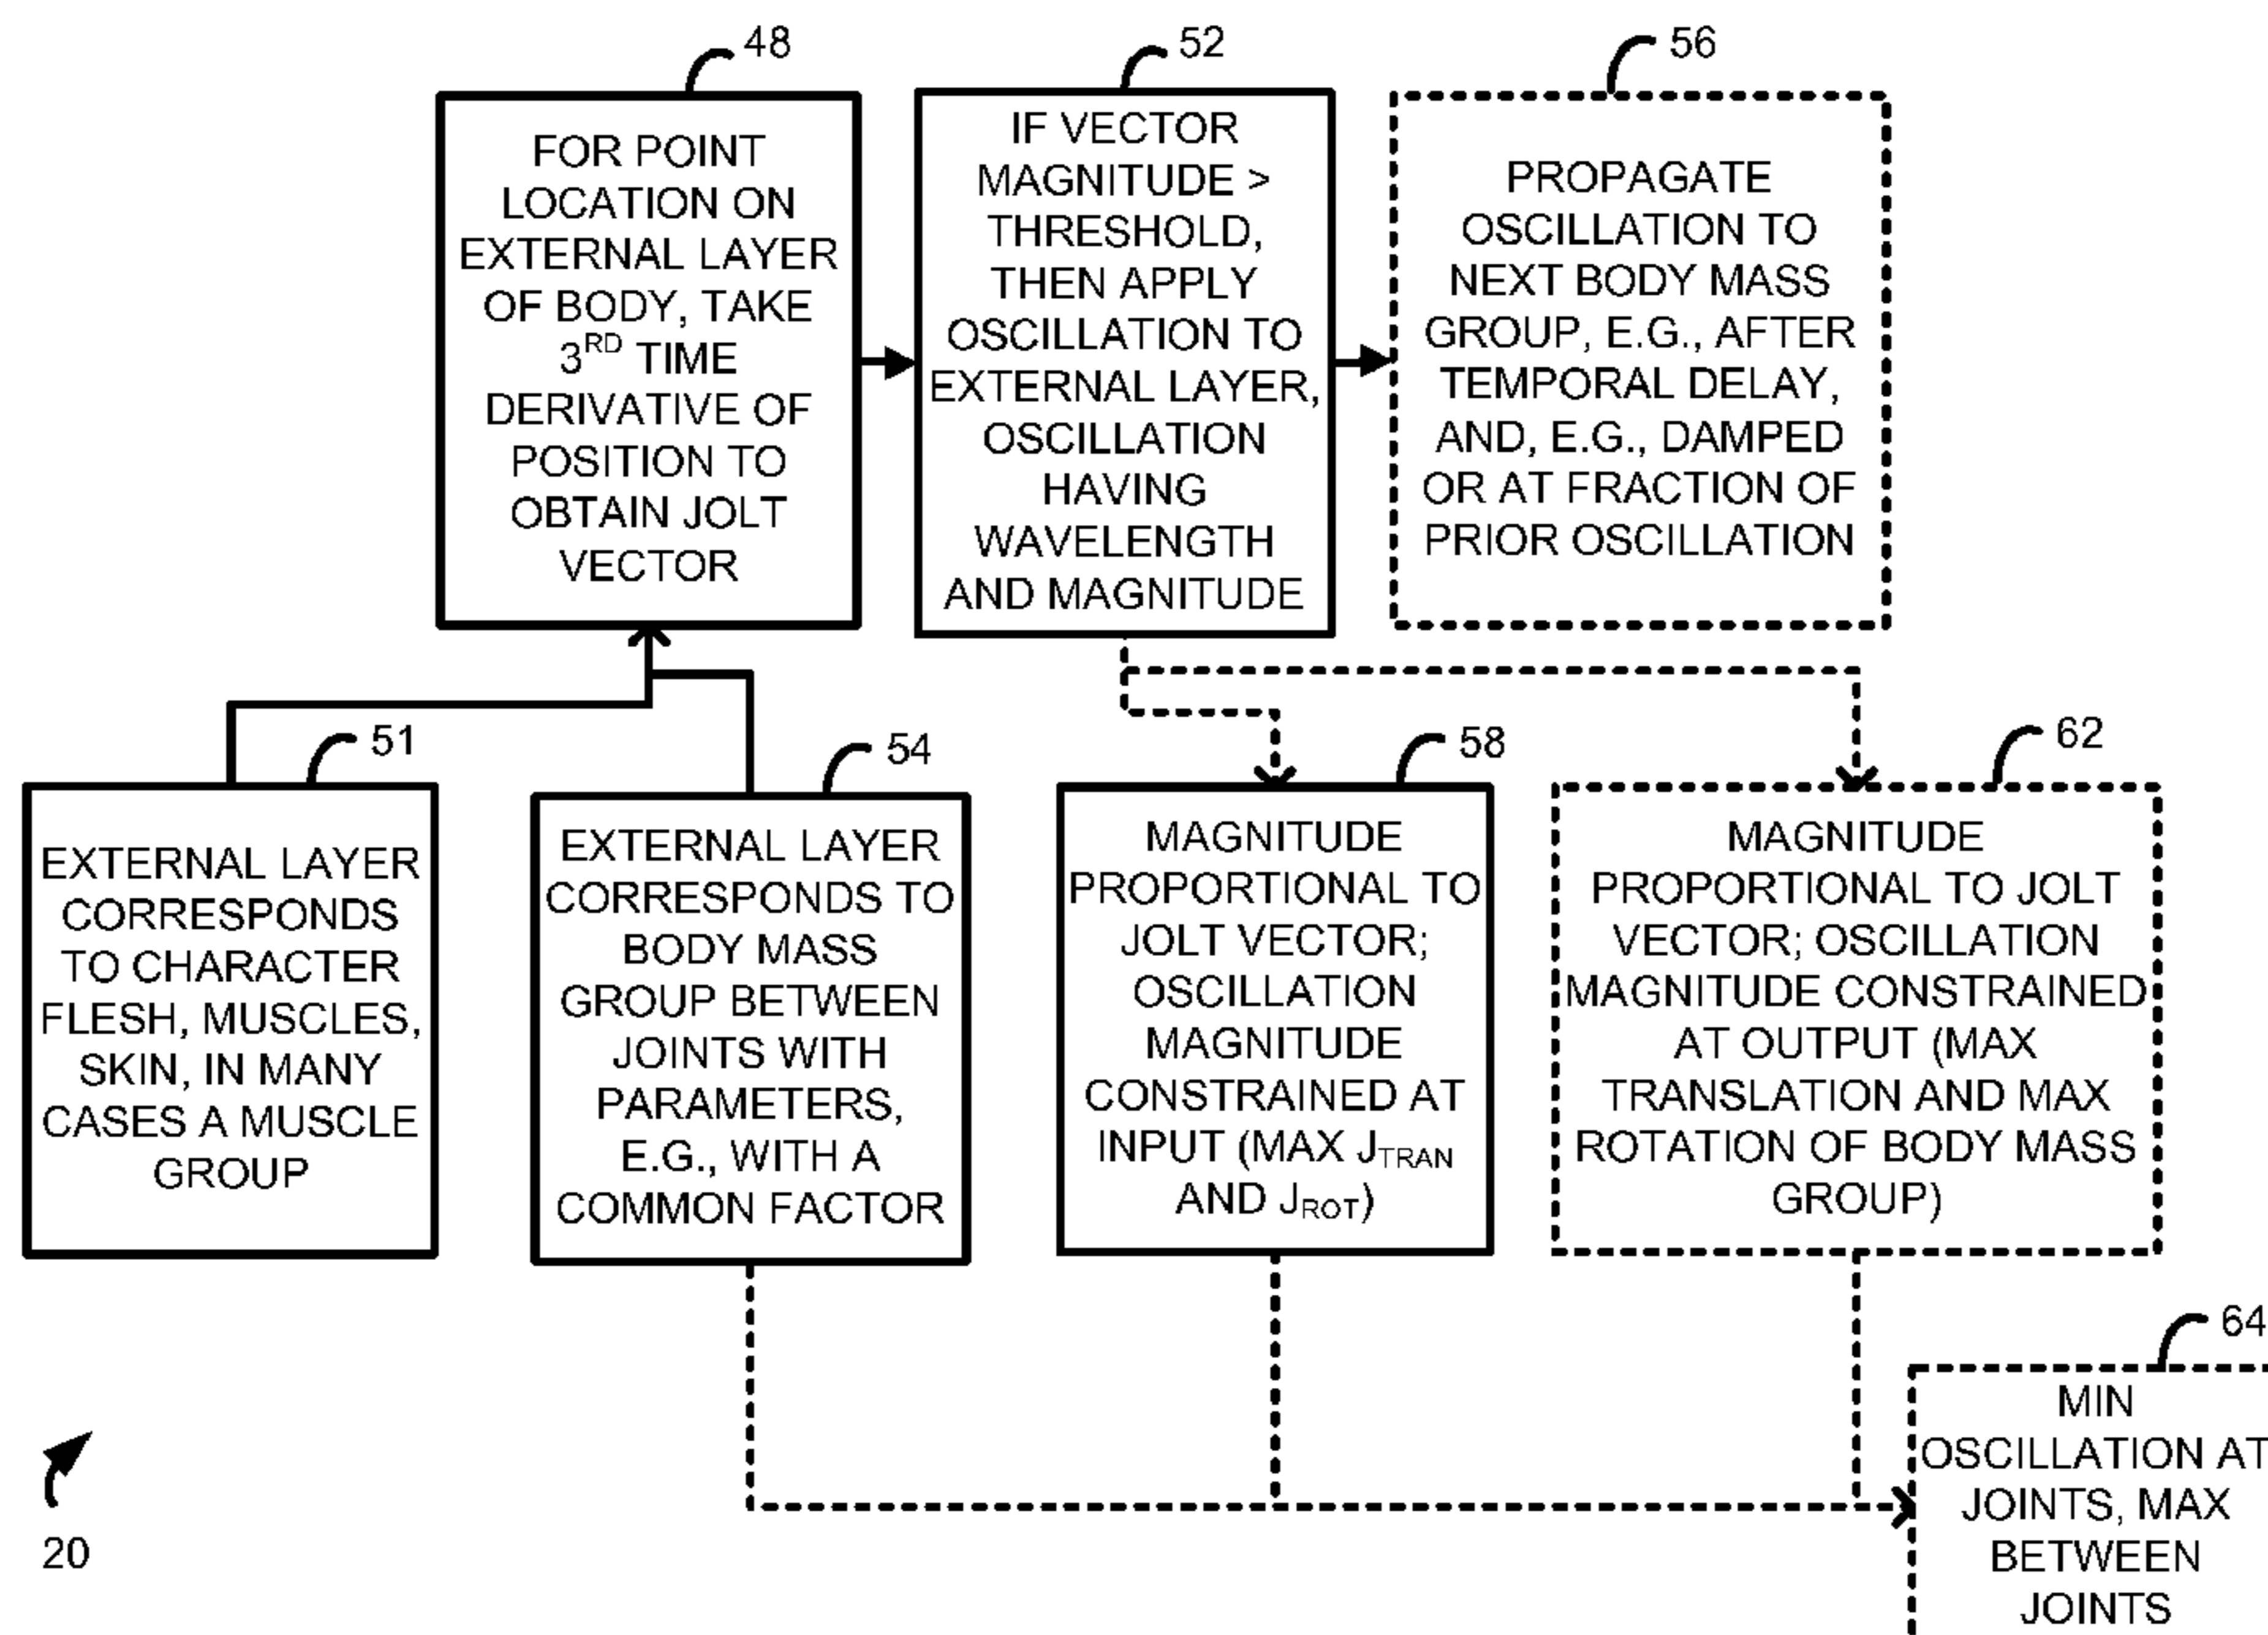 48
FOR POINT
LOCATION ON
EXTERNAL LAYER
OF BODY, TAKE
3RD TIME
DERIVATIVE OF
POSITION TO
OBTAIN JOLT
VECTOR
52
IF VECTOR
MAGNITUDE >
THRESHOLD,
THEN APPLY
OSCILLATION TO
EXTERNAL LAYER,
OSCILLATION
HAVING
WAVELENGTH
AND MAGNITUDE
56
PROPAGATE
OSCILLATION TO
NEXT BODY MASS
GROUP, E.G., AFTER
TEMPORAL DELAY,
AND, E.G., DAMPED
OR AT FRACTION OF
PRIOR OSCILLATION
51
EXTERNAL LAYER
CORRESPONDS
TO CHARACTER
FLESH, MUSCLES,
SKIN, IN MANY
CASES A MUSCLE
GROUP
54
EXTERNAL LAYER
CORRESPONDS TO
BODY MASS
GROUP BETWEEN
JOINTS WITH
PARAMETERS,
E.G., WITH A
COMMON FACTOR
58
MAGNITUDE
PROPORTIONAL TO
JOLT VECTOR;
OSCILLATION
MAGNITUDE
CONSTRAINED AT
INPUT (MAX JTRAN
AND JROT)
62
MAGNITUDE
PROPORTIONAL TO JOLT
VECTOR; OSCILLATION
MAGNITUDE CONSTRAINED
AT OUTPUT (MAX
TRANSLATION AND MAX
ROTATION OF BODY MASS
GROUP)
64
MIN
OSCILLATION AT
JOINTS, MAX
BETWEEN
JOINTS
20